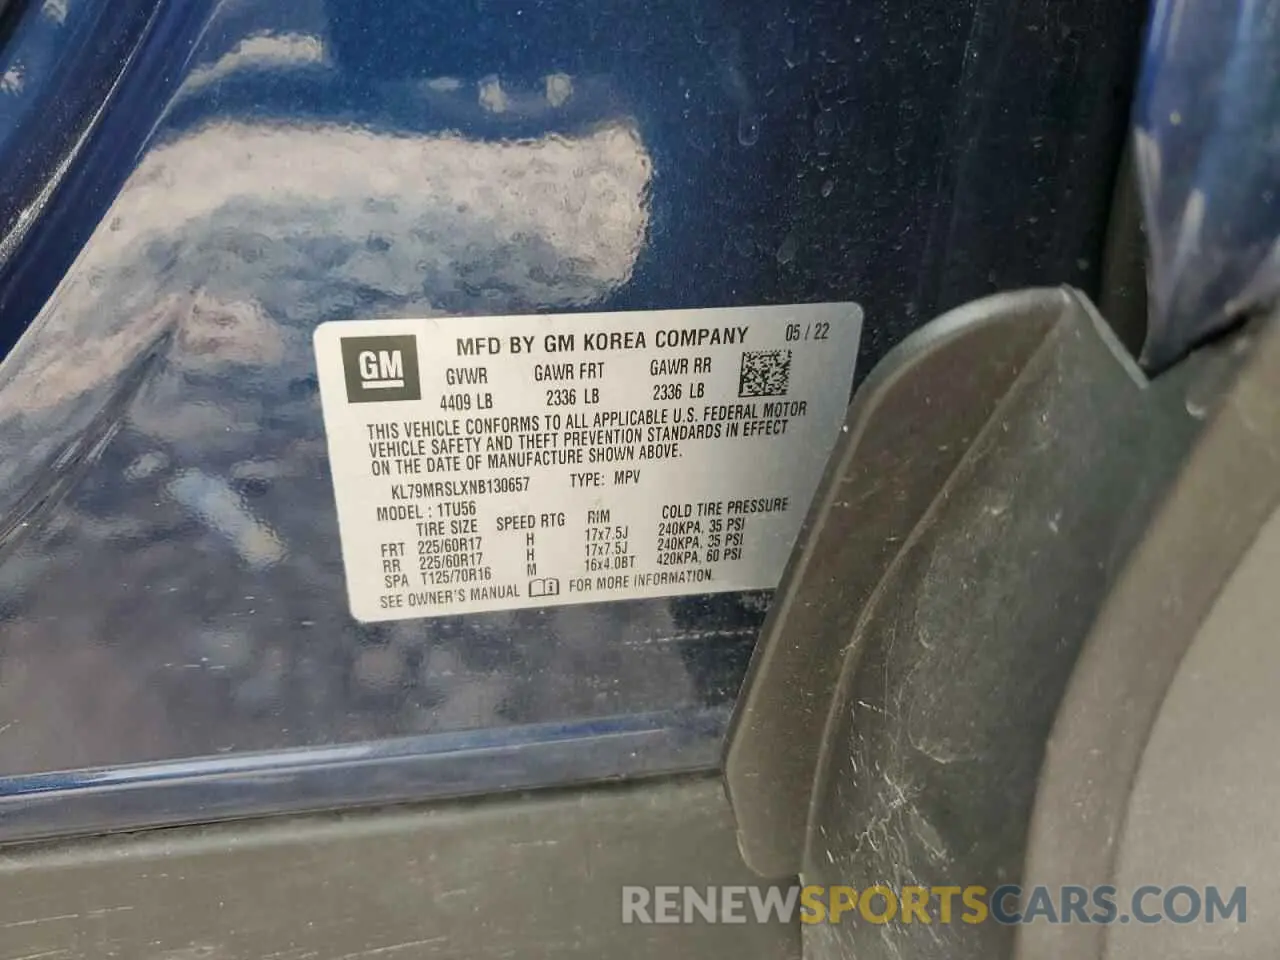 GM
MFD BY GM KOREA COMPANY 05 / 22
GVWR GAWR FRT GAWR RR
4409 LB 2336 LB 2336 LB
THIS VEHICLE CONFORMS TO ALL APPLICABLE U.S. FEDERAL MOTOR
VEHICLE SAFETY AND THEFT PREVENTION STANDARDS IN EFFECT
ON THE DATE OF MANUFACTURE SHOWN ABOVE.
KL79MRSLXNB130657 TYPE: MPV
MODEL : 1TU56
TIRE SIZE SPEED RTG RIM COLD TIRE PRESSURE
FRT 225/60R17 H 17x7.5J 240KPA, 35 PSI
RR 225/60R17 H 17x7.5J 240KPA, 35 PSI
SPA T125/70R16 M 16x4.0BT 420KPA, 60 PSI
SEE OWNER'S MANUAL FOR MORE INFORMATION.
RENEWSPORTSCARS.COM